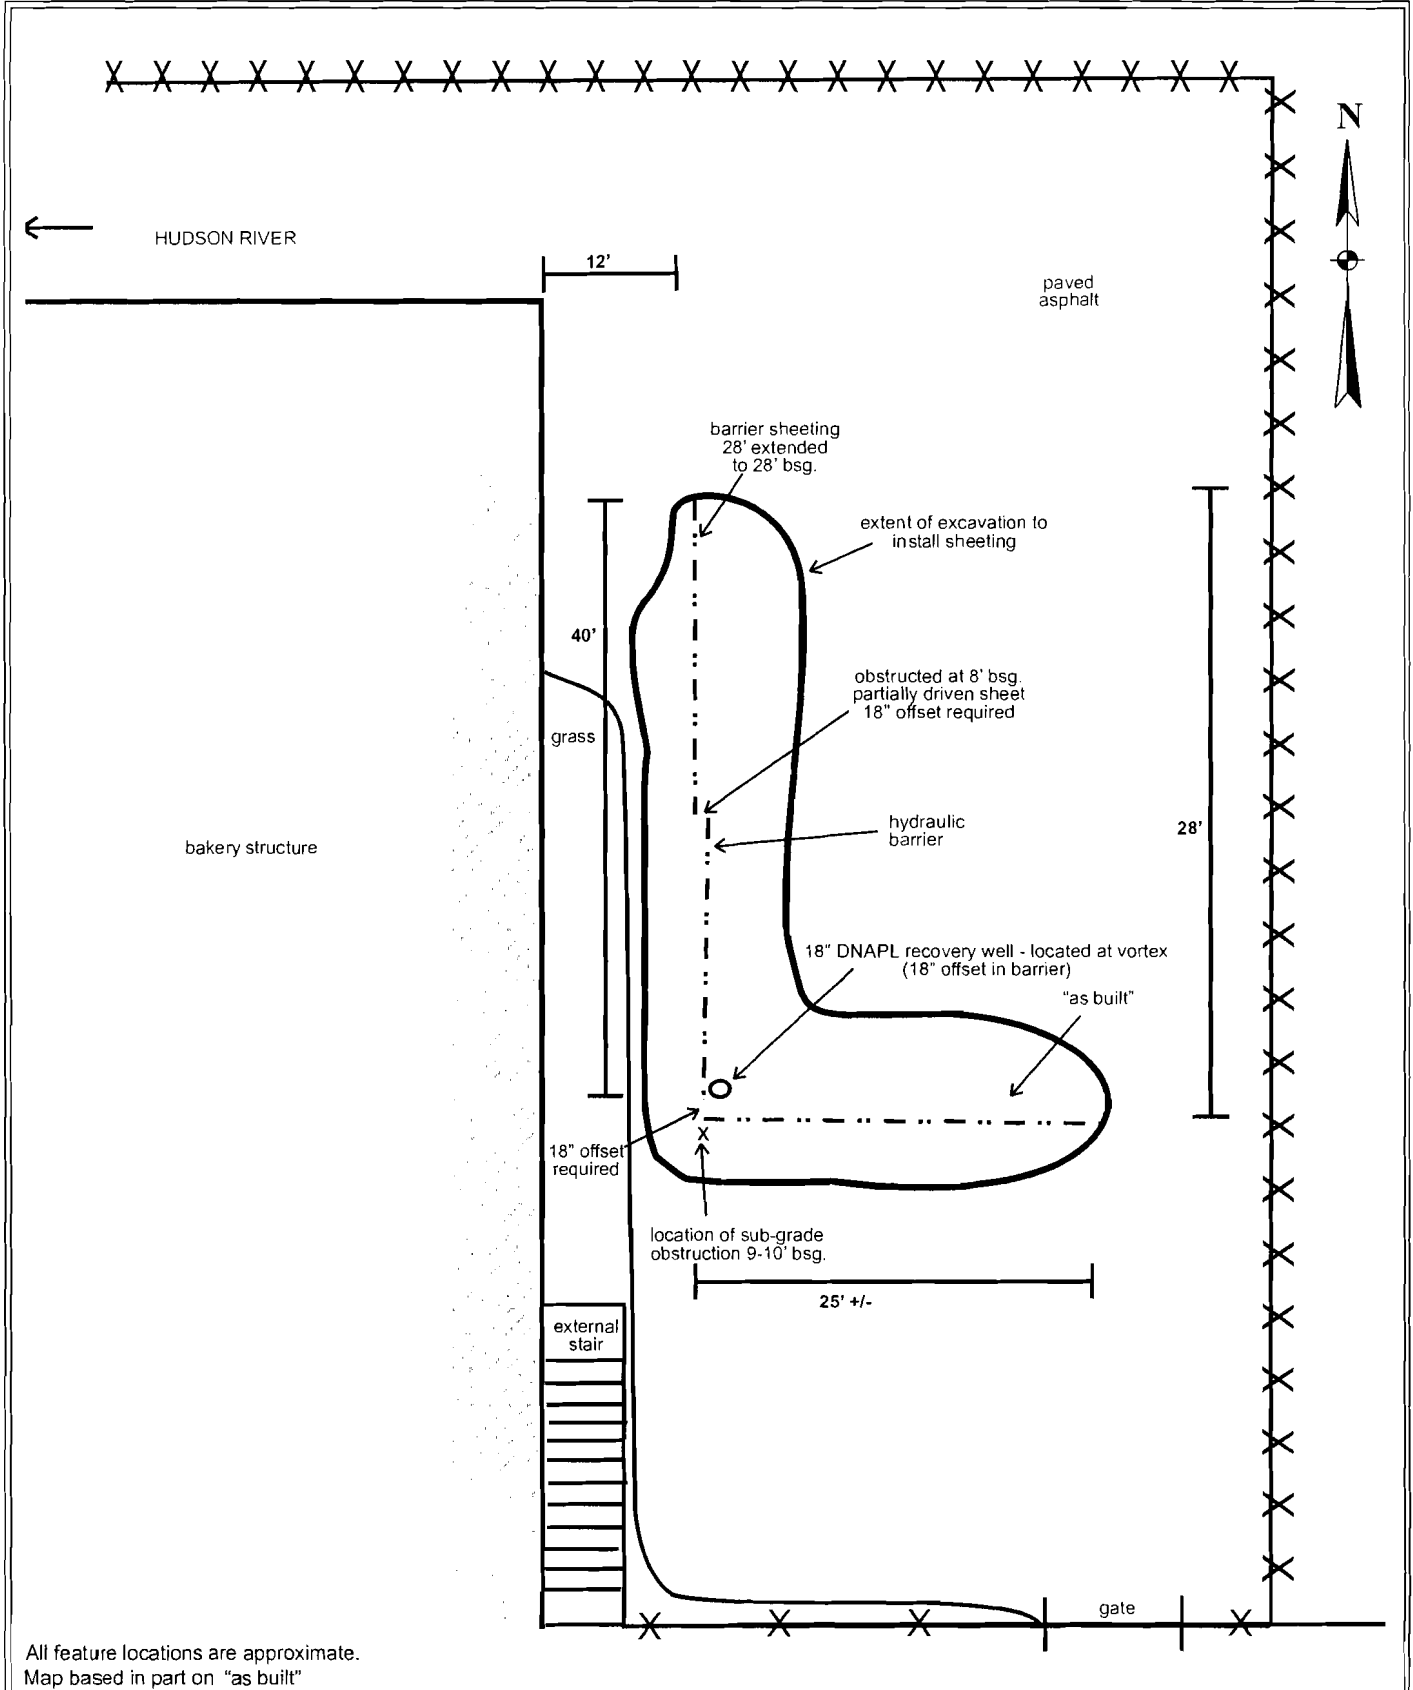 N
HUDSON RIVER
12'
paved
asphalt
barrier sheeting
28' extended
to 28' bsg.
extent of excavation to
install sheeting
40'
obstructed at 8' bsg.
partially driven sheet
18" offset required
grass
hydraulic
barrier
28'
bakery structure
18" DNAPL recovery well - located at vortex
(18" offset in barrier)
"as built"
x
18" offset
required
location of sub-grade
obstruction 9-10' bsg.
25' +/-
external
stair
gate
All feature locations are approximate.
Map based in part on "as built"